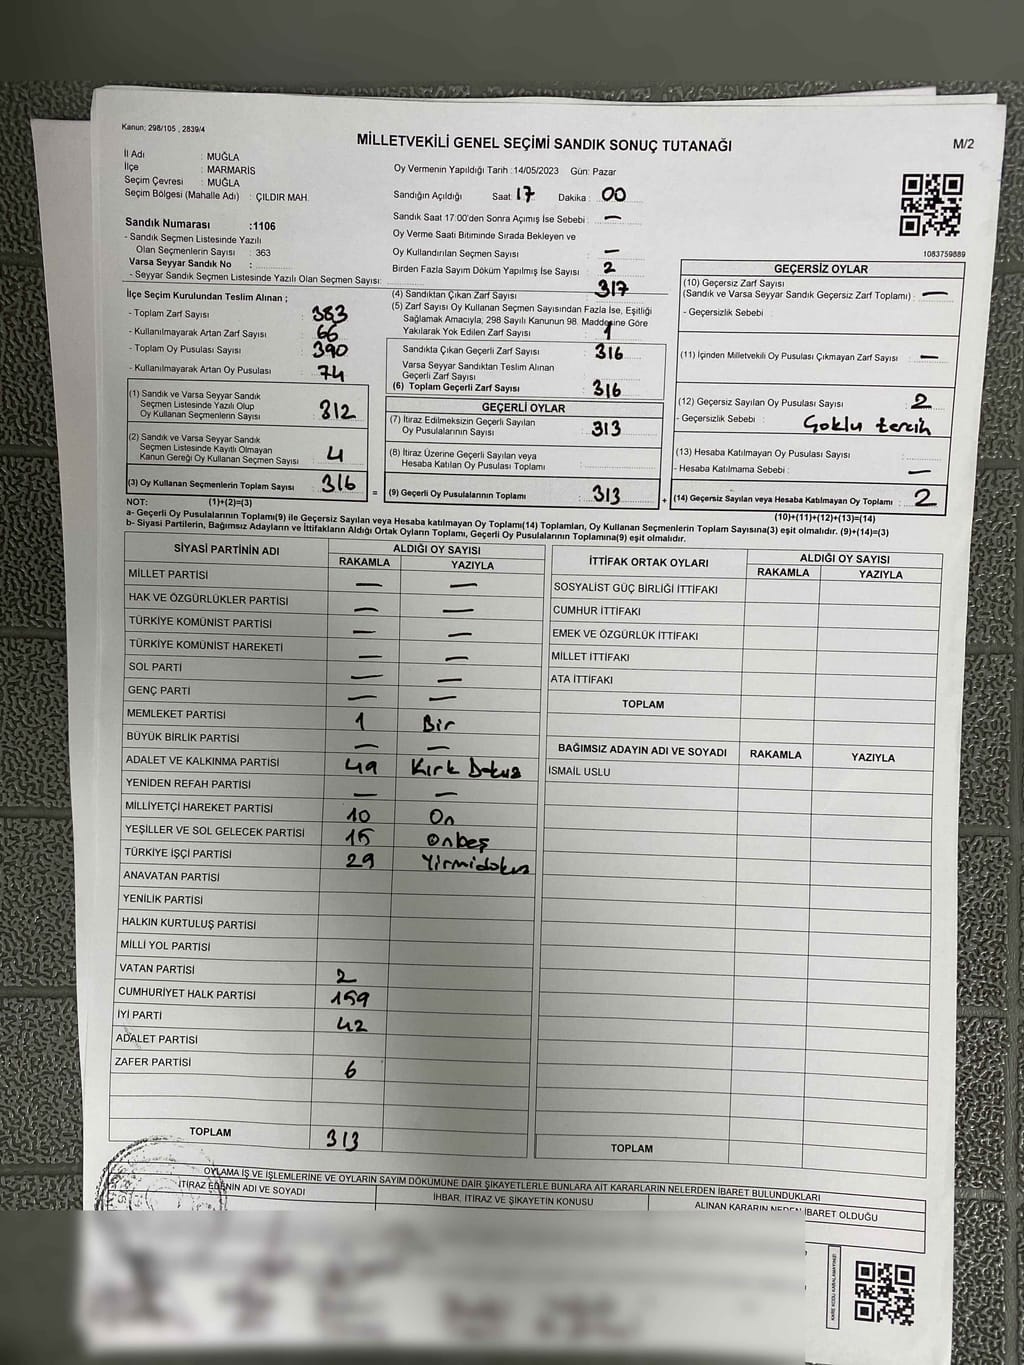 Kanun; 298/105 , 2839/4
MİLLETVEKİLİ GENEL SEÇİMİ SANDIK SONUÇ TUTANAĞI
M/2
İl Adı : MUĞLA
İlçe : MARMARİS
Seçim Çevresi : MUĞLA
Seçim Bölgesi (Mahalle Adı) : ÇILDIR MAH.
Sandık Numarası :1106
- Sandık Seçmen Listesinde Yazılı
Olan Seçmenlerin Sayısı : 363
Varsa Seyyar Sandık No :
- Seyyar Sandık Seçmen Listesinde Yazılı Olan Seçmen Sayısı:
Oy Vermenin Yapıldığı Tarih :14/05/2023 Gün: Pazar
Sandığın Açıldığı Saat: 17 Dakika : 00
Sandık Saat 17:00'den Sonra Açımış İse Sebebi : —
Oy Verme Saati Bitiminde Sırada Bekleyen ve
Oy Kullandırılan Seçmen Sayısı : —
Birden Fazla Sayım Döküm Yapılmış İse Sayısı : 2
1083759889
İlçe Seçim Kurulundan Teslim Alınan ;
- Toplam Zarf Sayısı : 383
- Kullanılmayarak Artan Zarf Sayısı : 66
- Toplam Oy Pusulası Sayısı : 390
- Kullanılmayarak Artan Oy Pusulası : 74
(1) Sandık ve Varsa Seyyar Sandık
Seçmen Listesinde Yazılı Olup
Oy Kullanan Seçmenlerin Sayısı : 312
(2) Sandık ve Varsa Seyyar Sandık
Seçmen Listesinde Kayıtlı Olmayan
Kanun Gereği Oy Kullanan Seçmen Sayısı : 4
(3) Oy Kullanan Seçmenlerin Toplam Sayısı : 316
(4) Sandıktan Çıkan Zarf Sayısı : 317
(5) Zarf Sayısı Oy Kullanan Seçmen Sayısından Fazla İse, Eşitliği
Sağlamak Amacıyla, 298 Sayılı Kanunun 98. Maddesine Göre
Yakılarak Yok Edilen Zarf Sayısı : 1
Sandıkta Çıkan Geçerli Zarf Sayısı : 316
Varsa Seyyar Sandıktan Teslim Alınan
Geçerli Zarf Sayısı :
(6) Toplam Geçerli Zarf Sayısı : 316
GEÇERLİ OYLAR
(7) İtiraz Edilmeksizin Geçerli Sayılan
Oy Pusulalarının Sayısı : 313
(8) İtiraz Üzerine Geçerli Sayılan veya
Hesaba Katılan Oy Pusulası Toplamı :
= (9) Geçerli Oy Pusulalarının Toplamı : 313 +
GEÇERSİZ OYLAR
(10) Geçersiz Zarf Sayısı
(Sandık ve Varsa Seyyar Sandık Geçersiz Zarf Toplamı) : —
- Geçersizlik Sebebi :
(11) İçinden Milletvekili Oy Pusulası Çıkmayan Zarf Sayısı : —
(12) Geçersiz Sayılan Oy Pusulası Sayısı : 2
- Geçersizlik Sebebi : Çoklu tercih
(13) Hesaba Katılmayan Oy Pusulası Sayısı :
- Hesaba Katılmama Sebebi : —
(14) Geçersiz Sayılan veya Hesaba Katılmayan Oy Toplamı : 2
NOT: (1)+(2)=(3)
(10)+(11)+(12)+(13)=(14)
a- Geçerli Oy Pusulalarının Toplamı(9) ile Geçersiz Sayılan veya Hesaba katılmayan Oy Toplamı(14) Toplamları, Oy Kullanan Seçmenlerin Toplam Sayısına(3) eşit olmalıdır. (9)+(14)=(3)
b- Siyasi Partilerin, Bağımsız Adayların ve İttifakların Aldığı Ortak Oyların Toplamı, Geçerli Oy Pusulalarının Toplamına(9) eşit olmalıdır.
SİYASİ PARTİNİN ADI ALDIĞI OY SAYISI
RAKAMLA YAZIYLA
MİLLET PARTİSİ — —
HAK VE ÖZGÜRLÜKLER PARTİSİ — —
TÜRKİYE KOMÜNİST PARTİSİ — —
TÜRKİYE KOMÜNİST HAREKETİ — —
SOL PARTİ — —
GENÇ PARTİ — —
MEMLEKET PARTİSİ 1 Bir
BÜYÜK BİRLİK PARTİSİ — —
ADALET VE KALKINMA PARTİSİ 49 Kırk Dokuz
YENİDEN REFAH PARTİSİ — —
MİLLİYETÇİ HAREKET PARTİSİ 10 On
YEŞİLLER VE SOL GELECEK PARTİSİ 15 Onbeş
TÜRKİYE İŞÇİ PARTİSİ 29 Yirmidokuz
ANAVATAN PARTİSİ
YENİLİK PARTİSİ
HALKIN KURTULUŞ PARTİSİ
MİLLİ YOL PARTİSİ
VATAN PARTİSİ 2
CUMHURİYET HALK PARTİSİ 159
İYİ PARTİ 42
ADALET PARTİSİ
ZAFER PARTİSİ 6
TOPLAM 313
İTTİFAK ORTAK OYLARI ALDIĞI OY SAYISI
RAKAMLA YAZIYLA
SOSYALİST GÜÇ BİRLİĞİ İTTİFAKI
CUMHUR İTTİFAKI
EMEK VE ÖZGÜRLÜK İTTİFAKI
MİLLET İTTİFAKI
ATA İTTİFAKI
TOPLAM
BAĞIMSIZ ADAYIN ADI VE SOYADI RAKAMLA YAZIYLA
İSMAİL USLU
TOPLAM
OYLAMA İŞ VE İŞLEMLERİNE VE OYLARIN SAYIM DÖKÜMÜNE DAİR ŞİKAYETLERLE BUNLARA AİT KARARLARIN NELERDEN İBARET BULUNDUKLARI
İTİRAZ EDENİN ADI VE SOYADI İHBAR, İTİRAZ VE ŞİKAYETİN KONUSU ALINAN KARARIN NEDEN İBARET OLDUĞU
KARE KODU KARALAMAYINIZ!